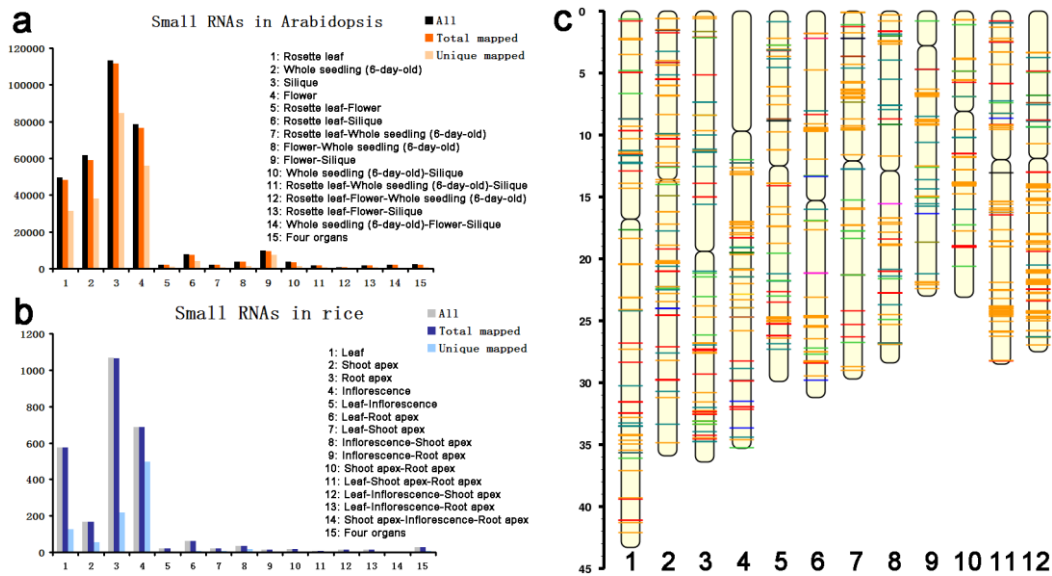 a
Small RNAs in Arabidopsis
All
Total mapped
Unique mapped
120000
100000
80000
60000
40000
20000
0
1: Rosette leaf
2: Whole seedling (6-day-old)
3: Silique
4: Flower
5: Rosette leaf-Flower
6: Rosette leaf-Silique
7: Rosette leaf-Whole seedling (6-day-old)
8: Flower-Whole seedling (6-day-old)
9: Flower-Silique
10: Whole seedling (6-day-old)-Silique
11: Rosette leaf-Whole seedling (6-day-old)-Silique
12: Rosette leaf-Flower-Whole seedling (6-day-old)
13: Rosette leaf-Flower-Silique
14: Whole seedling (6-day-old)-Flower-Silique
15: Four organs
1 2 3 4 5 6 7 8 9 10 11 12 13 14 15
b
Small RNAs in rice
All
Total mapped
Unique mapped
1200
1000
800
600
400
200
0
1: Leaf
2: Shoot apex
3: Root apex
4: Inflorescence
5: Leaf-Inflorescence
6: Leaf-Root apex
7: Leaf-Shoot apex
8: Inflorescence-Shoot apex
9: Inflorescence-Root apex
10: Shoot apex-Root apex
11: Leaf-Shoot apex-Root apex
12: Leaf-Inflorescence-Shoot apex
13: Leaf-Inflorescence-Root apex
14: Shoot apex-Inflorescence-Root apex
15: Four organs
1 2 3 4 5 6 7 8 9 10 11 12 13 14 15
c
0
5
10
15
20
25
30
35
40
45
1 2 3 4 5 6 7 8 9 10 11 12